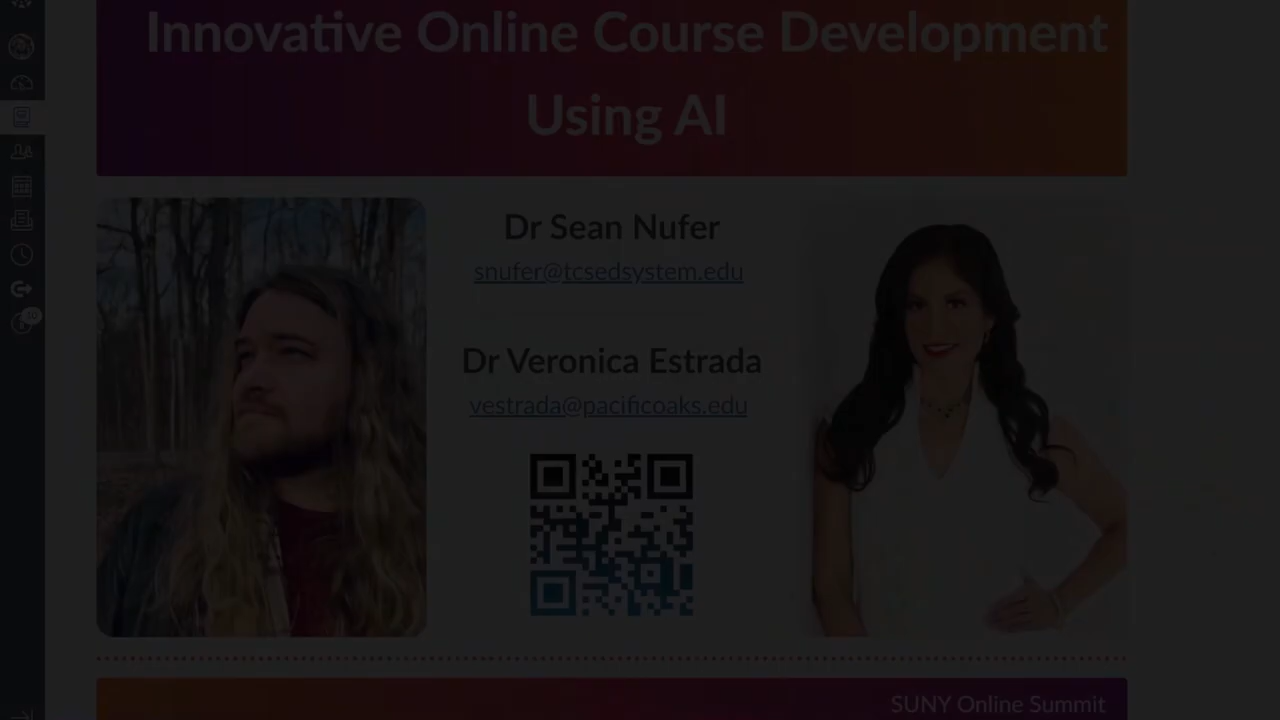 Innovative Online Course Development
Using AI
Dr Sean Nufer
snufer@tcsedsystem.edu
Dr Veronica Estrada
vestrada@pacificoaks.edu
SUNY Online Summit